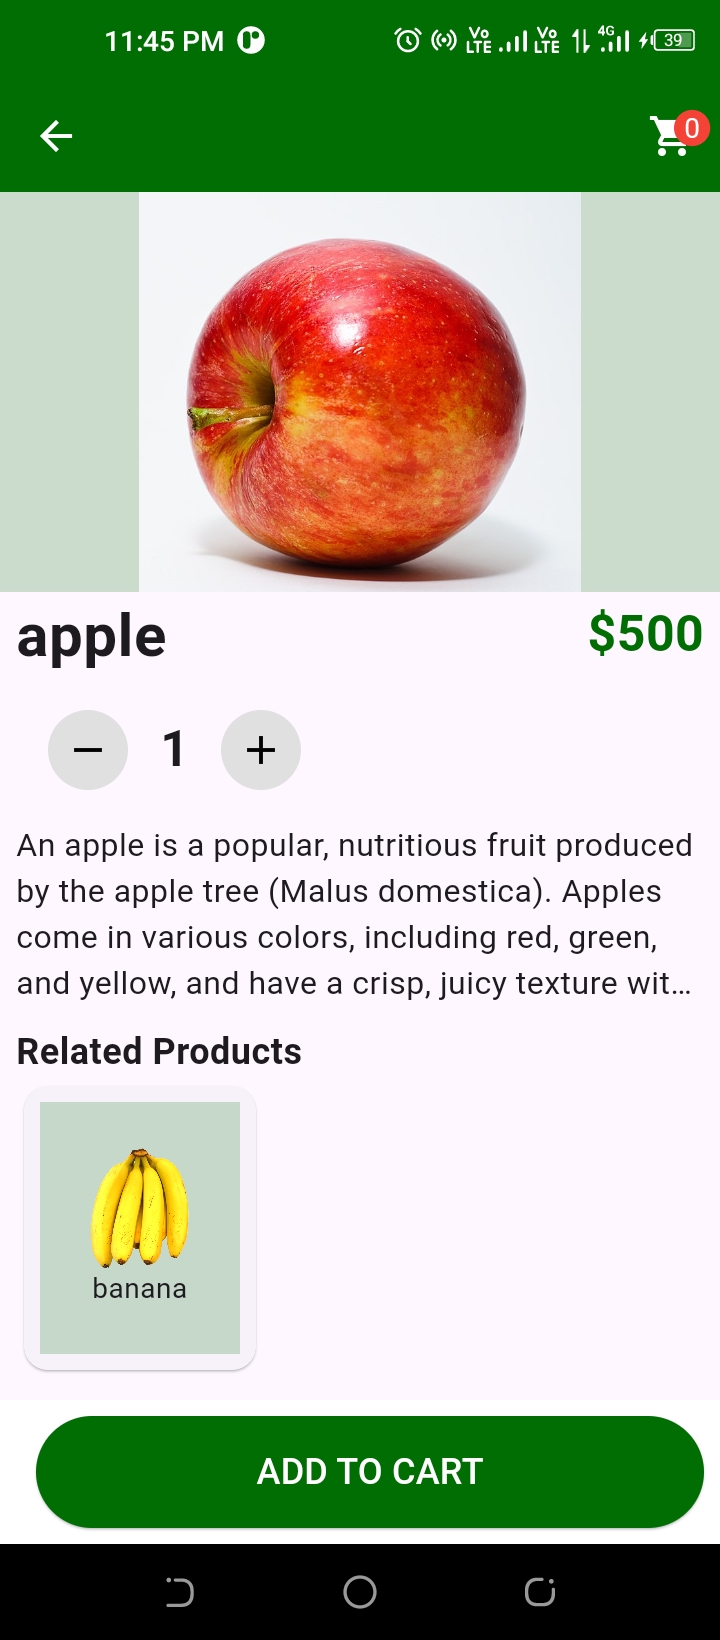 11:45 PM
Vo LTE Vo LTE 4G 39
0
apple
$500
1
An apple is a popular, nutritious fruit produced
by the apple tree (Malus domestica). Apples
come in various colors, including red, green,
and yellow, and have a crisp, juicy texture wit...
Related Products
banana
ADD TO CART